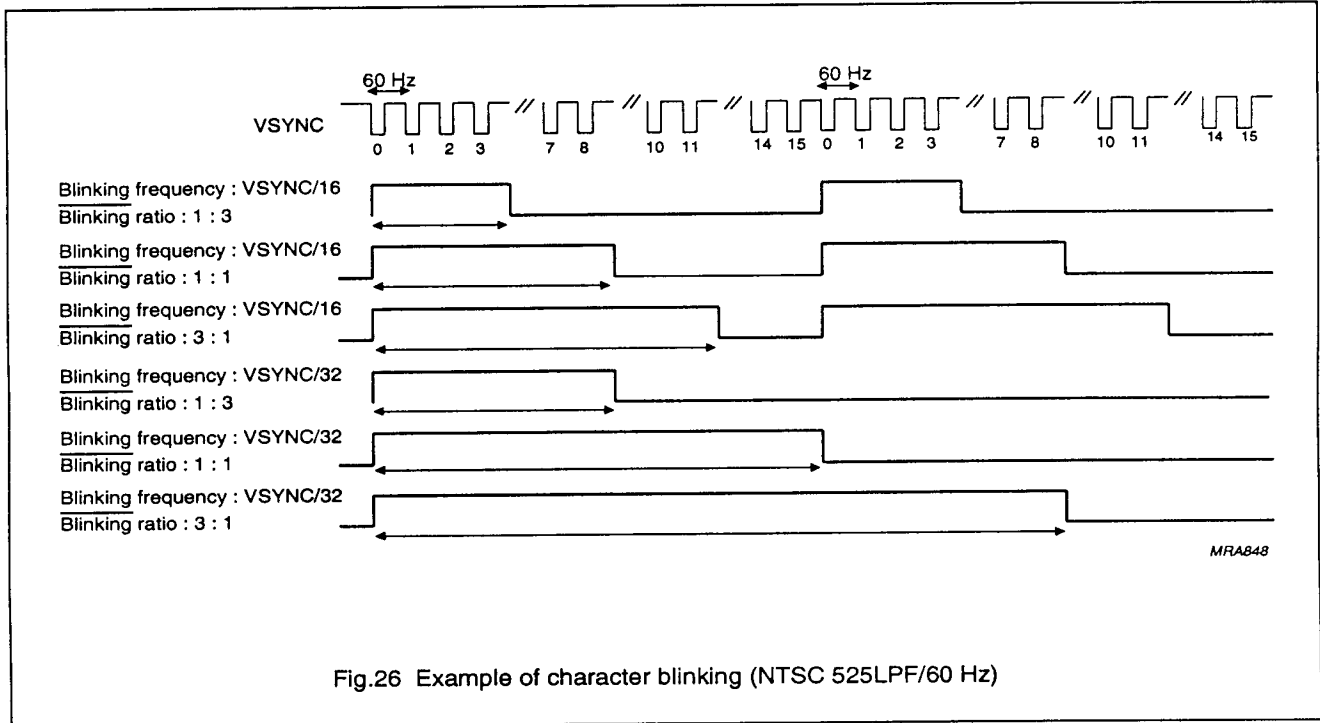 60 Hz 60 Hz
VSYNC
0 1 2 3 7 8 10 11 14 15 0 1 2 3 7 8 10 11 14 15
Blinking frequency : VSYNC/16
Blinking ratio : 1 : 3
Blinking frequency : VSYNC/16
Blinking ratio : 1 : 1
Blinking frequency : VSYNC/16
Blinking ratio : 3 : 1
Blinking frequency : VSYNC/32
Blinking ratio : 1 : 3
Blinking frequency : VSYNC/32
Blinking ratio : 1 : 1
Blinking frequency : VSYNC/32
Blinking ratio : 3 : 1
MRA848
Fig.26 Example of character blinking (NTSC 525LPF/60 Hz)